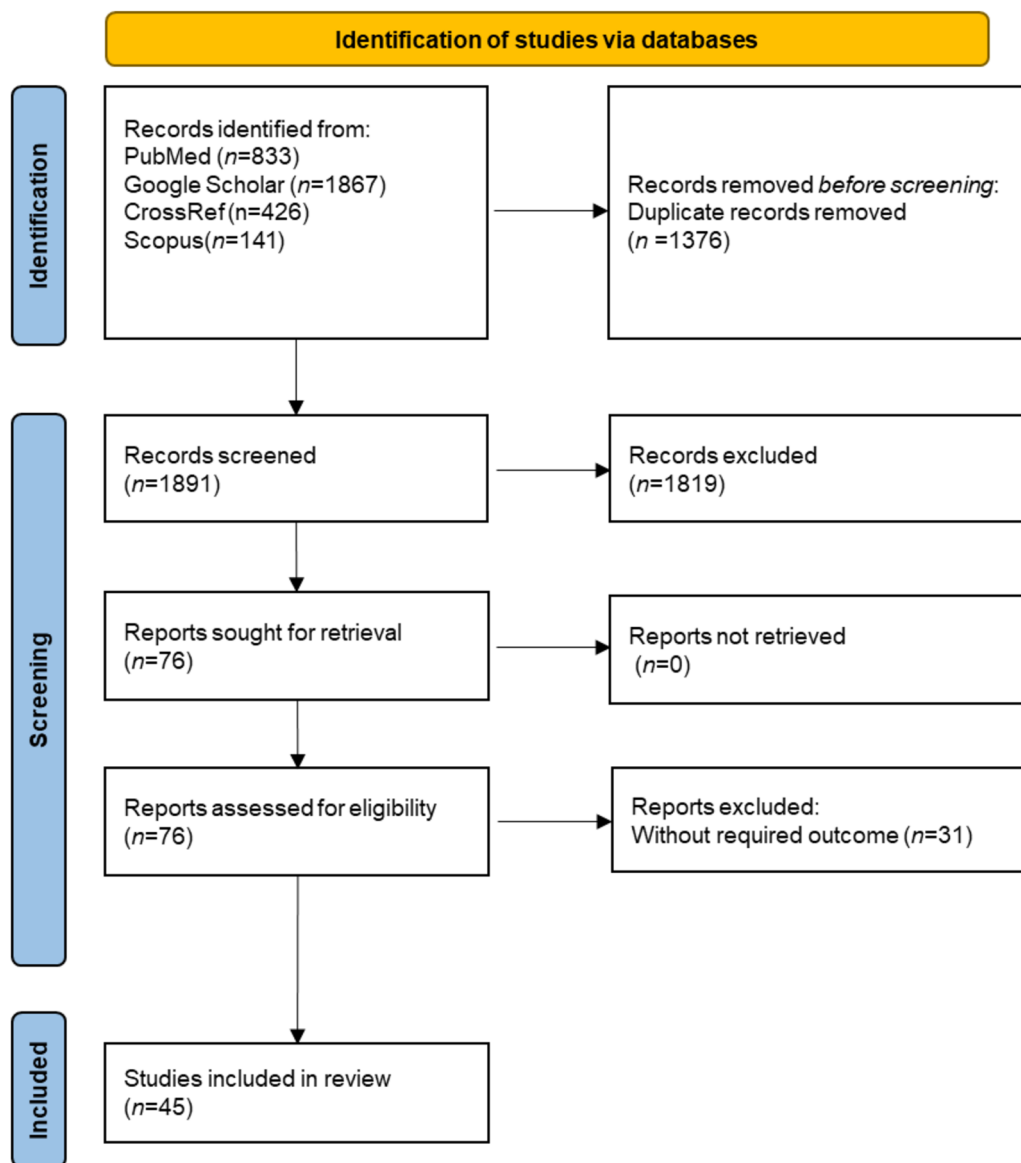 Identification of studies via databases
Identification
Records identified from:
PubMed (n=833)
Google Scholar (n=1867)
CrossRef(n=426)
Scopus(n=141)
Records removed before screening:
Duplicate records removed
(n =1376)
Screening
Records screened
(n=1891)
Records excluded
(n=1819)
Reports sought for retrieval
(n=76)
Reports not retrieved
(n=0)
Reports assessed for eligibility
(n=76)
Reports excluded:
Without required outcome (n=31)
Included
Studies included in review
(n=45)